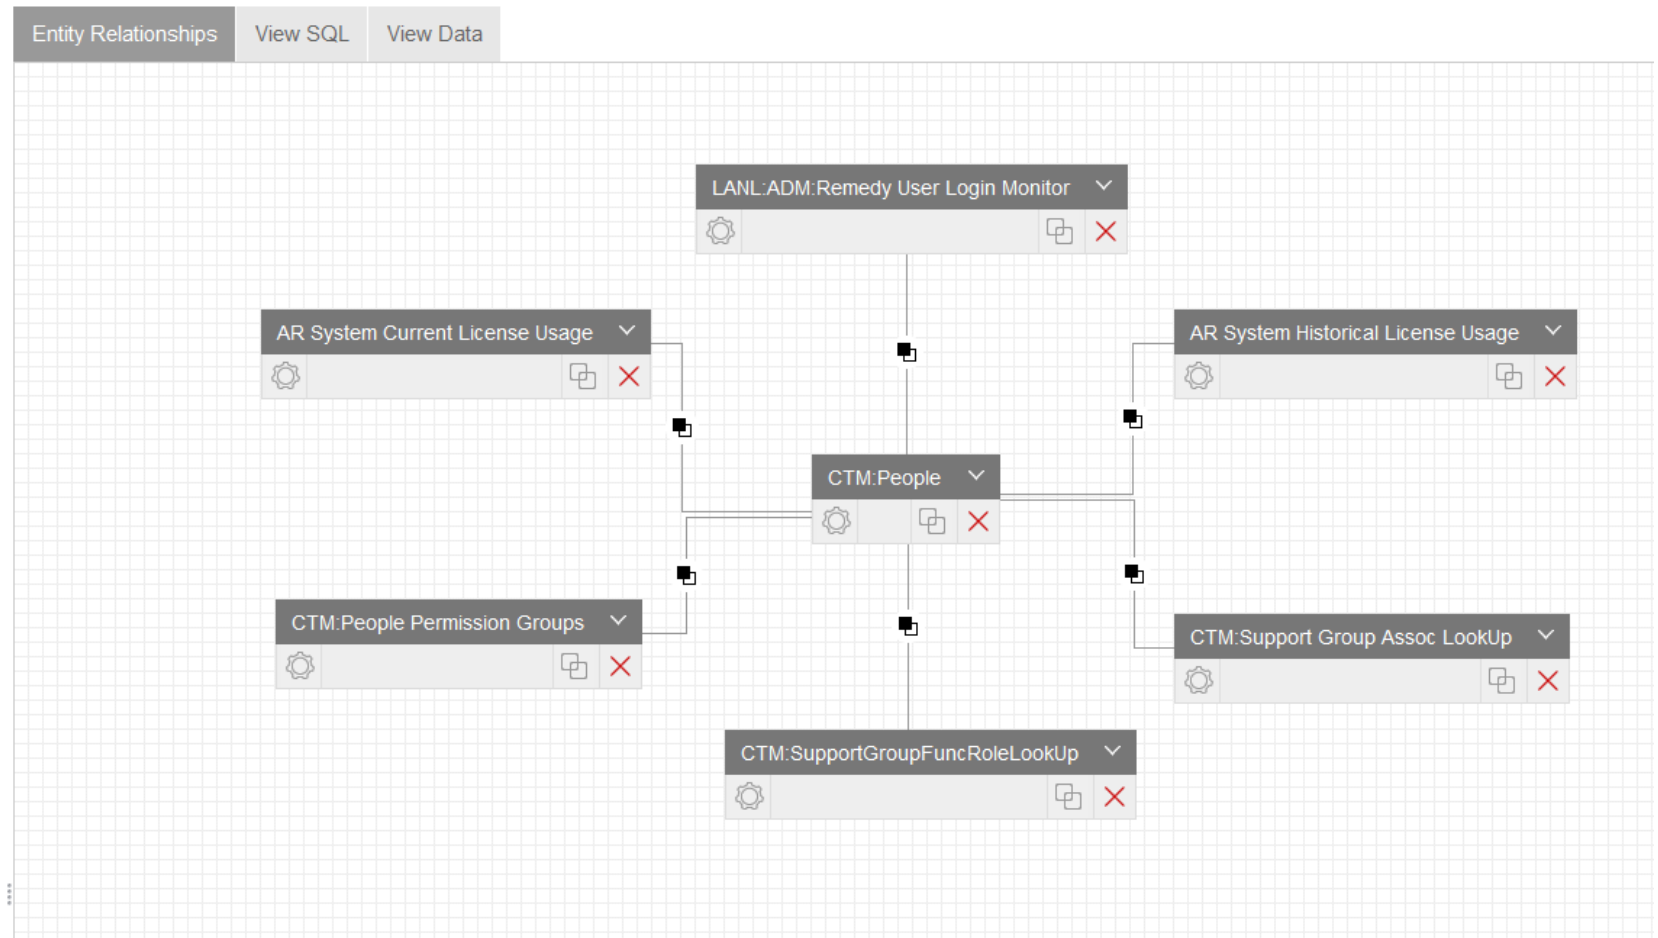 Entity Relationships View SQL View Data
LANL:ADM:Remedy User Login Monitor
AR System Current License Usage
AR System Historical License Usage
CTM:People
CTM:People Permission Groups
CTM:Support Group Assoc LookUp
CTM:SupportGroupFuncRoleLookUp